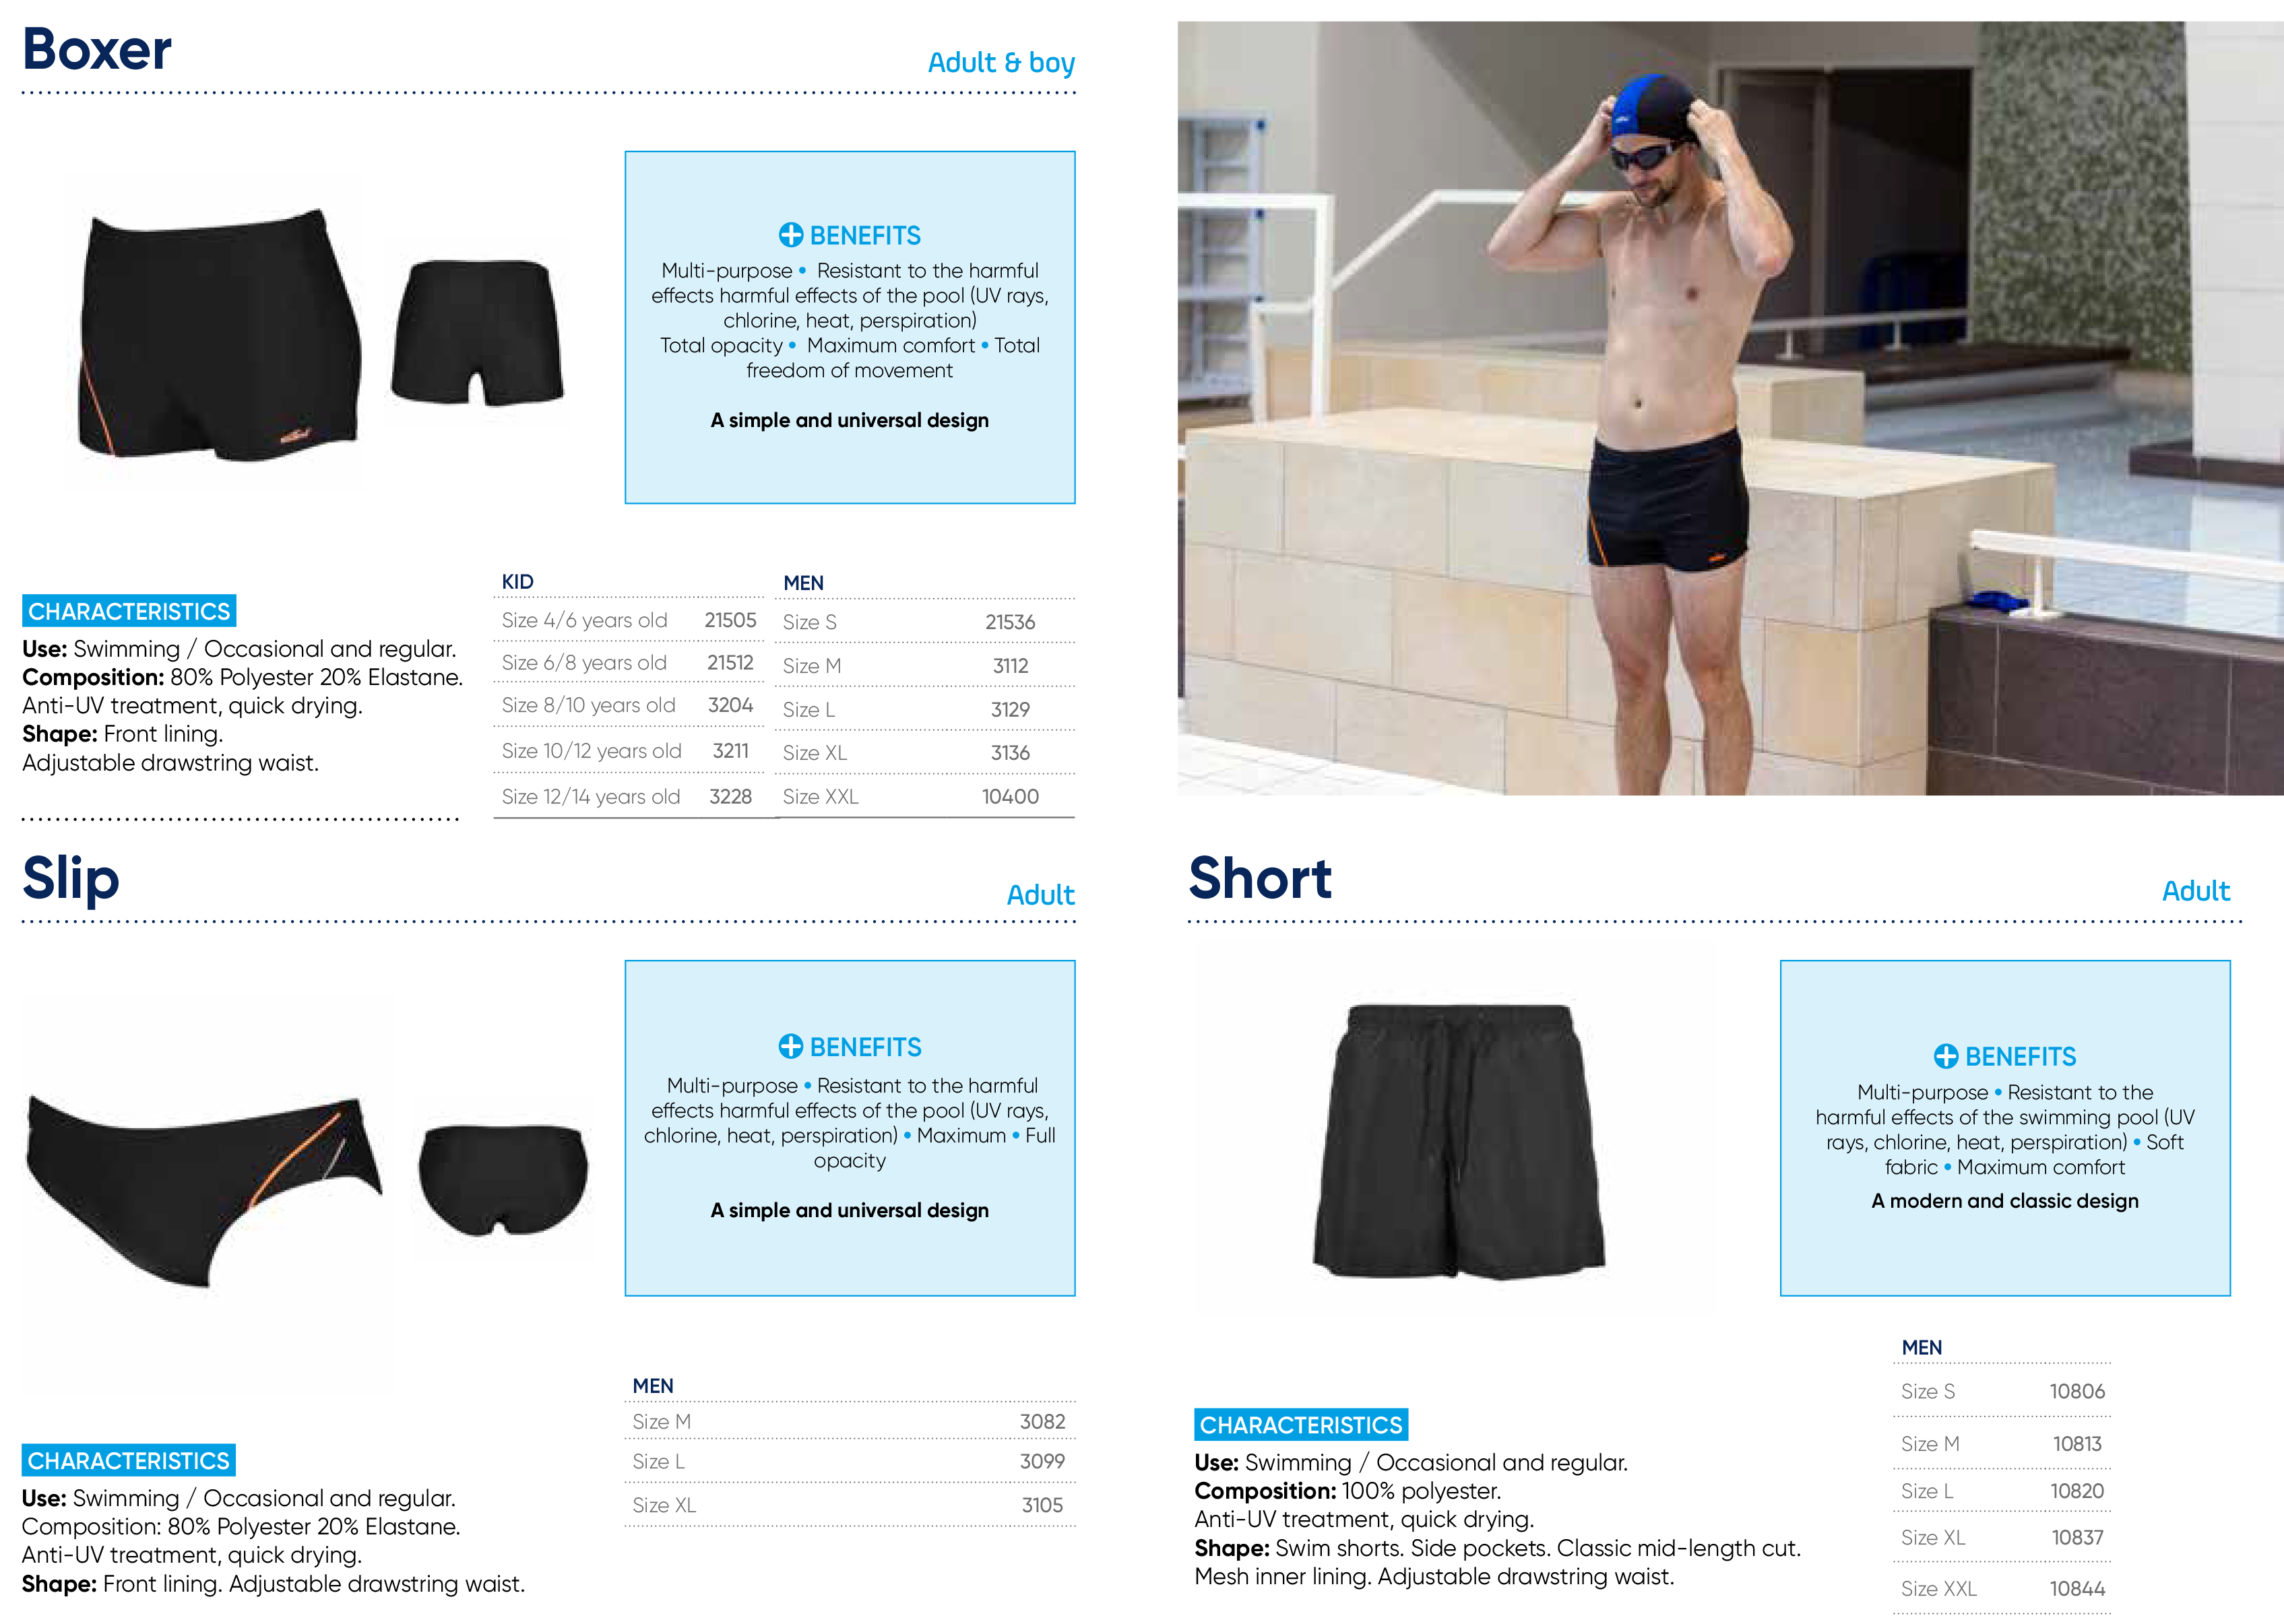 Boxer
Adult & boy
BENEFITS
Multi-purpose • Resistant to the harmful
effects harmful effects of the pool (UV rays,
chlorine, heat, perspiration)
Total opacity • Maximum comfort • Total
freedom of movement
A simple and universal design
CHARACTERISTICS
Use: Swimming / Occasional and regular.
Composition: 80% Polyester 20% Elastane.
Anti-UV treatment, quick drying.
Shape: Front lining.
Adjustable drawstring waist.
KID
Size 4/6 years old 21505
Size 6/8 years old 21512
Size 8/10 years old 3204
Size 10/12 years old 3211
Size 12/14 years old 3228
MEN
Size S 21536
Size M 3112
Size L 3129
Size XL 3136
Size XXL 10400
Slip
Adult
BENEFITS
Multi-purpose • Resistant to the harmful
effects harmful effects of the pool (UV rays,
chlorine, heat, perspiration) • Maximum • Full
opacity
A simple and universal design
MEN
Size M 3082
Size L 3099
Size XL 3105
CHARACTERISTICS
Use: Swimming / Occasional and regular.
Composition: 80% Polyester 20% Elastane.
Anti-UV treatment, quick drying.
Shape: Front lining. Adjustable drawstring waist.
Short
Adult
BENEFITS
Multi-purpose • Resistant to the
harmful effects of the swimming pool (UV
rays, chlorine, heat, perspiration) • Soft
fabric • Maximum comfort
A modern and classic design
CHARACTERISTICS
Use: Swimming / Occasional and regular.
Composition: 100% polyester.
Anti-UV treatment, quick drying.
Shape: Swim shorts. Side pockets. Classic mid-length cut.
Mesh inner lining. Adjustable drawstring waist.
MEN
Size S 10806
Size M 10813
Size L 10820
Size XL 10837
Size XXL 10844